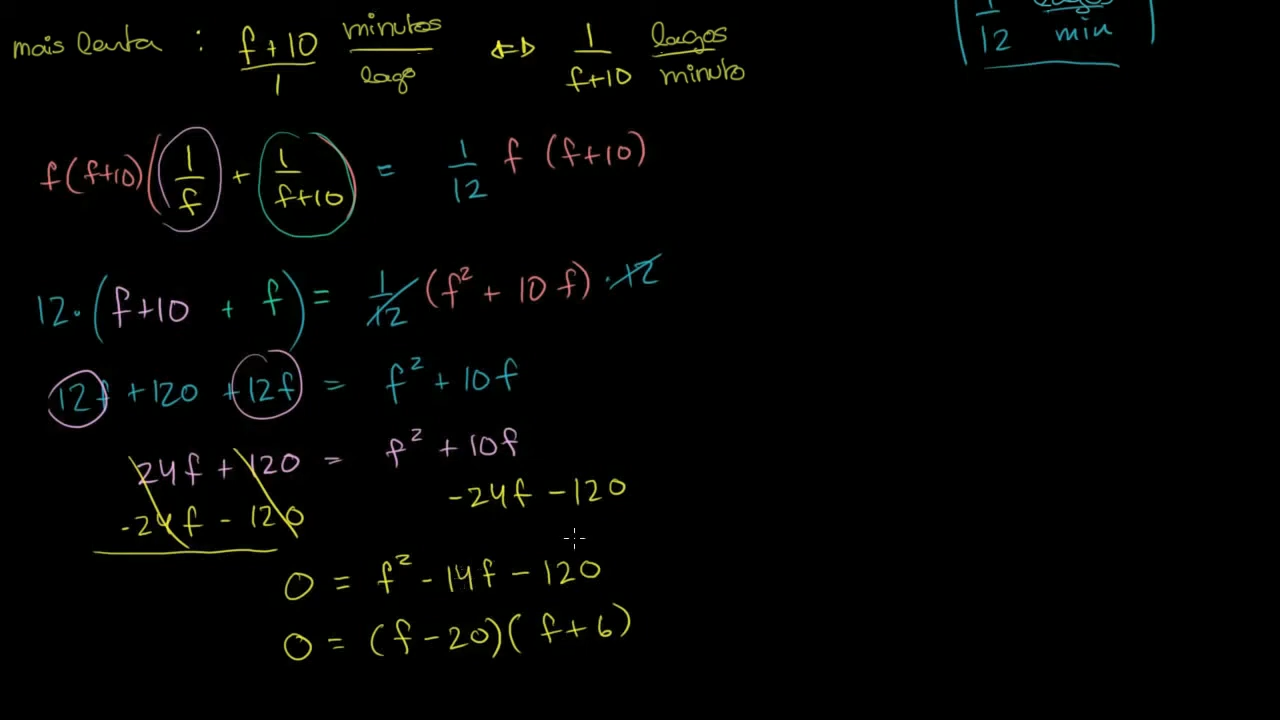 mais lenta : f+10/1 minutos/lago ⇔ 1/f+10 lagos/minuto
1/12 lagos/min
f(f+10)(1/f + 1/f+10) = 1/12 f (f+10)
12·(f+10 + f) = 1/12 (f² + 10f) · 12
12f + 120 + 12f = f² + 10f
24f + 120 = f² + 10f
-24f - 120 -24f - 120
0 = f² - 14f - 120
0 = (f - 20)(f + 6)